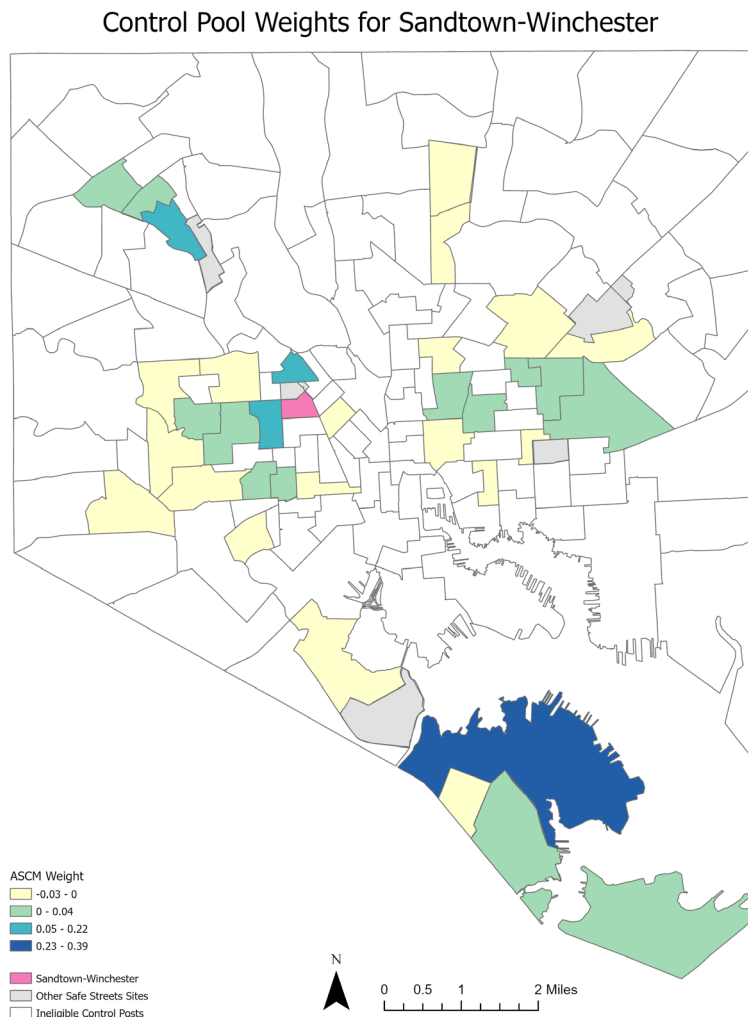 Control Pool Weights for Sandtown-Winchester
ASCM Weight
-0.03 - 0
0 - 0.04
0.05 - 0.22
0.23 - 0.39
Sandtown-Winchester
Other Safe Streets Sites
Ineligible Control Posts
N
0 0.5 1 2 Miles